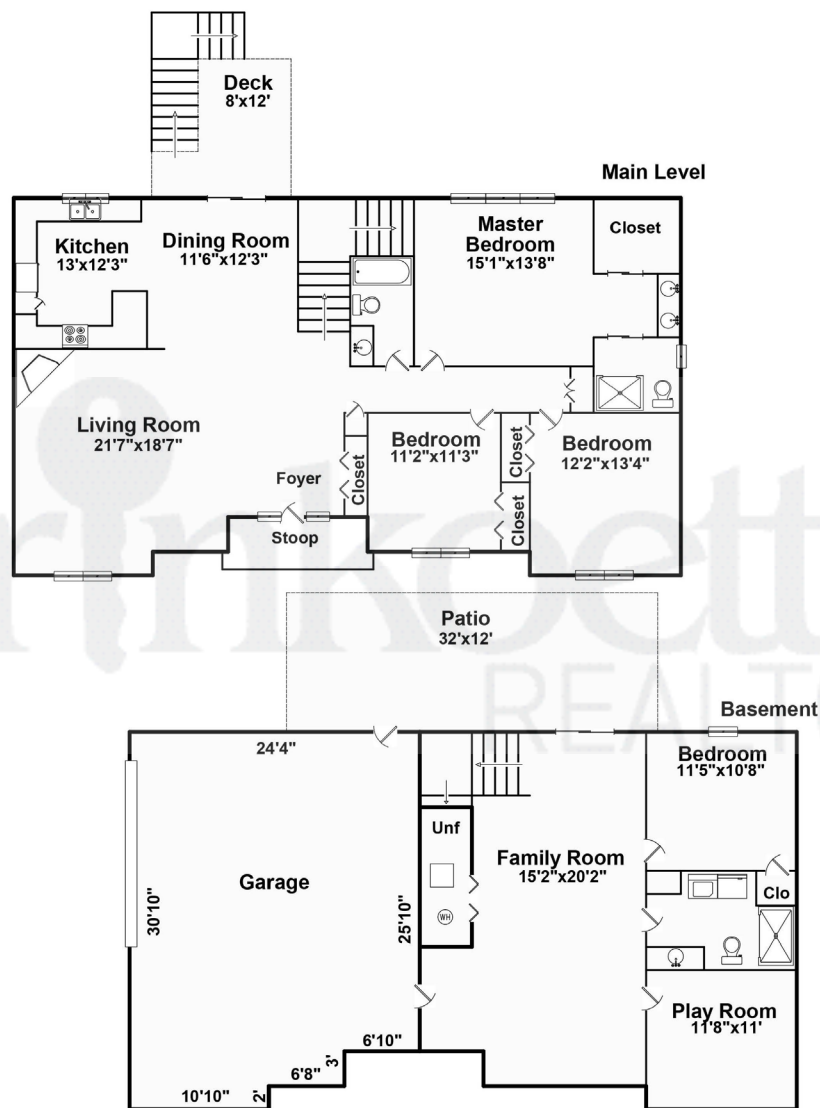 Deck
8'x12'
Main Level
Kitchen
13'x12'3"
Dining Room
11'6"x12'3"
Master
Bedroom
15'1"x13'8"
Closet
Living Room
21'7"x18'7"
Foyer
Stoop
Closet
Bedroom
11'2"x11'3"
Closet
Closet
Bedroom
12'2"x13'4"
Patio
32'x12'
REALTO
Basement
24'4"
Garage
30'10"
25'10"
6'10"
3'
6'8"
2'
10'10"
Unf
WH
Family Room
15'2"x20'2"
Bedroom
11'5"x10'8"
Clo
Play Room
11'8"x11'